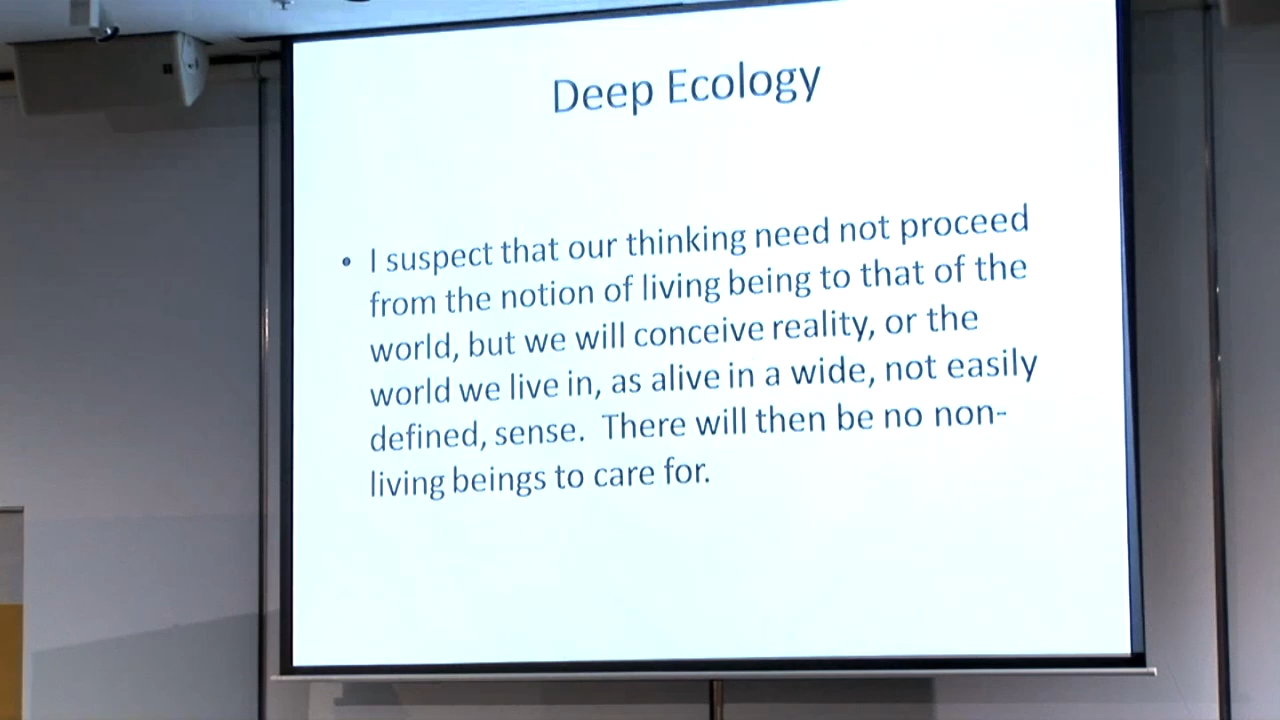 Deep Ecology
• I suspect that our thinking need not proceed
from the notion of living being to that of the
world, but we will conceive reality, or the
world we live in, as alive in a wide, not easily
defined, sense.  There will then be no non-
living beings to care for.